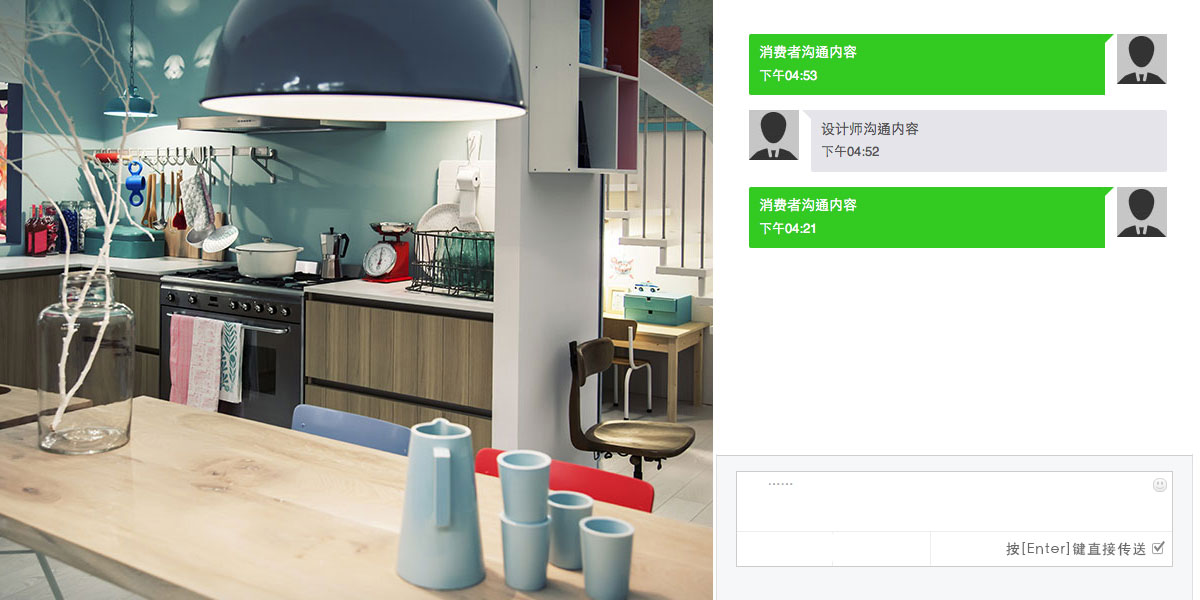 消费者沟通内容
下午04:53
设计师沟通内容
下午04:52
消费者沟通内容
下午04:21
……
按[Enter]键直接传送